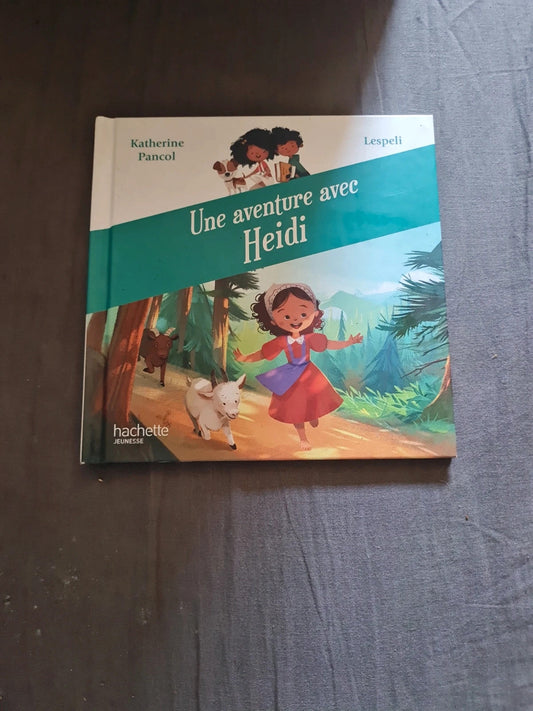 Katherine
Pancol
Lespeli
Une aventure avec
Heidi
hachette
JEUNESSE